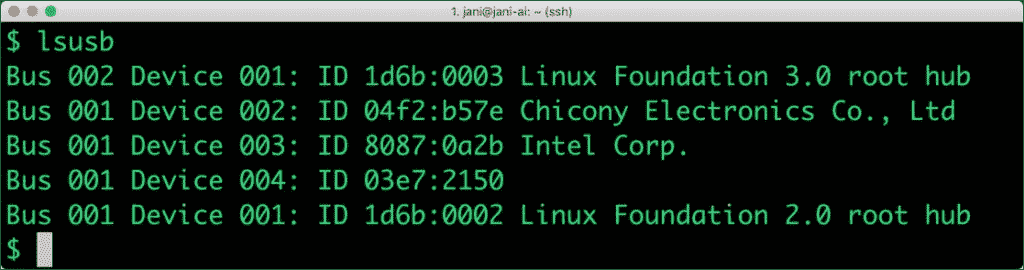 1. jani@jani-ai: ~ (ssh)
$ lsusb
Bus 002 Device 001: ID 1d6b:0003 Linux Foundation 3.0 root hub
Bus 001 Device 002: ID 04f2:b57e Chicony Electronics Co., Ltd
Bus 001 Device 003: ID 8087:0a2b Intel Corp.
Bus 001 Device 004: ID 03e7:2150
Bus 001 Device 001: ID 1d6b:0002 Linux Foundation 2.0 root hub
$